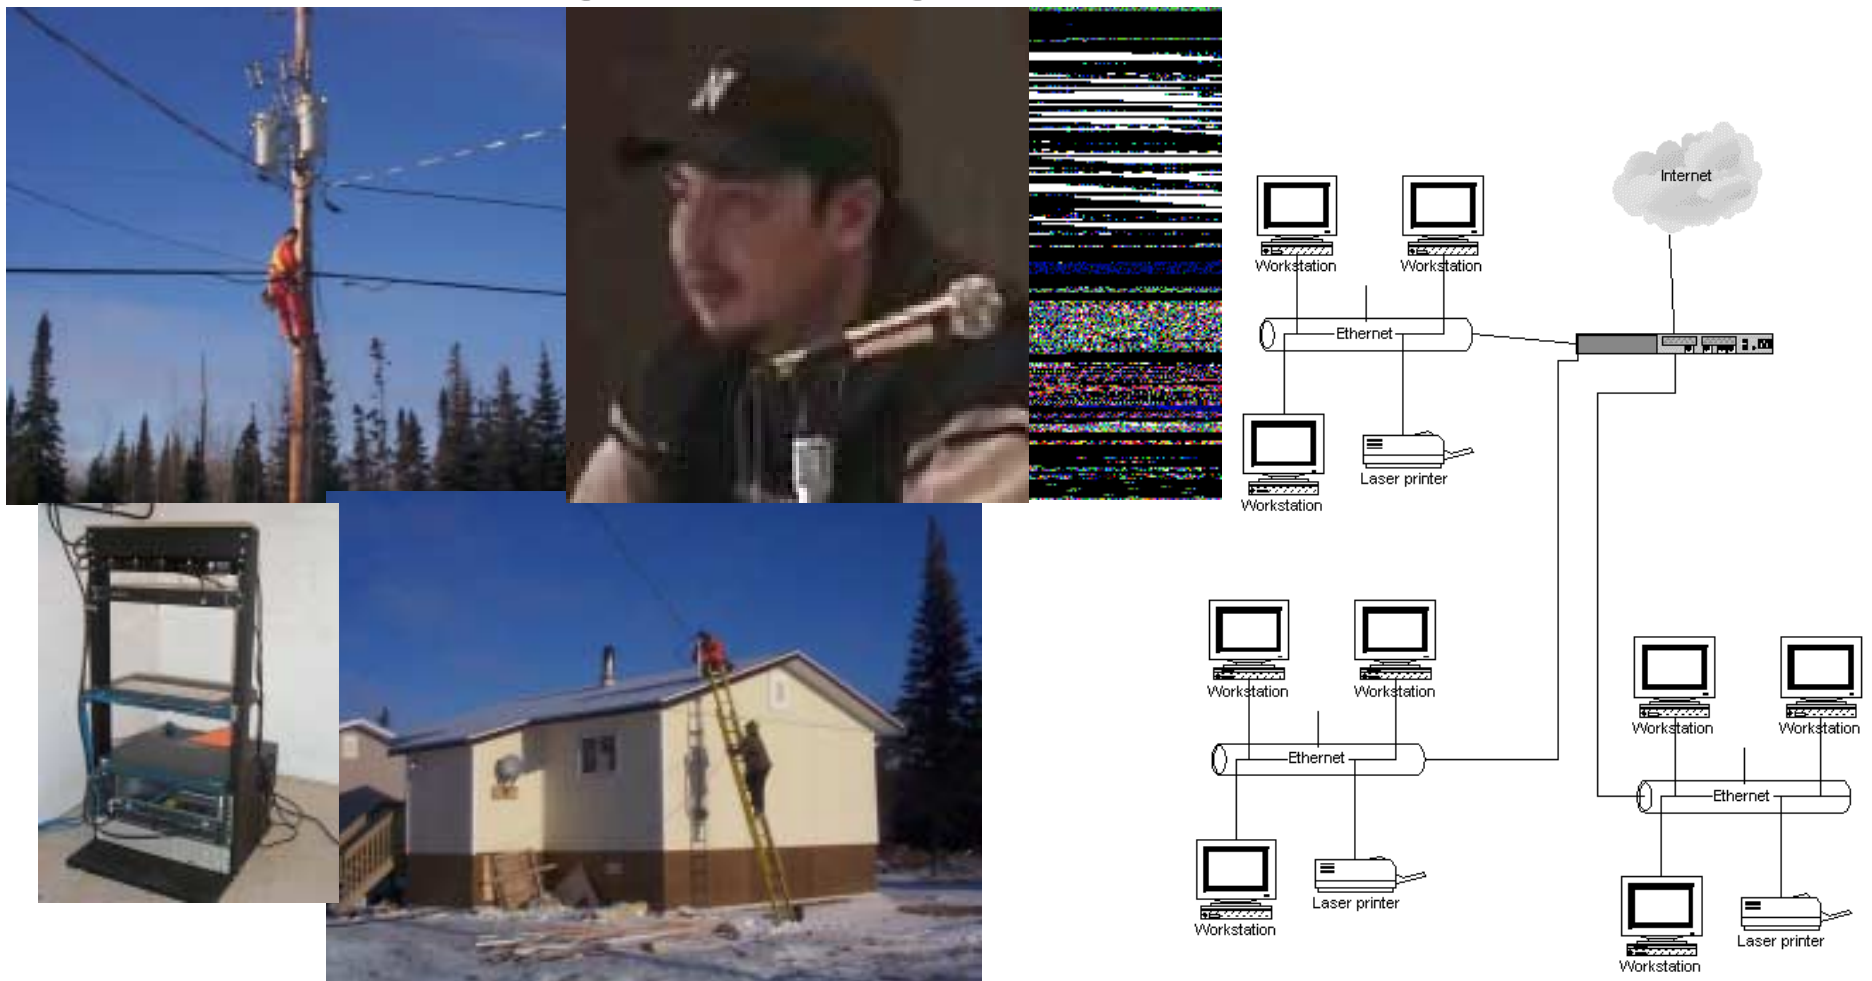 N
Internet
Workstation
Workstation
Ethernet
Laser printer
Workstation
Workstation
Workstation
Ethernet
Laser printer
Workstation
Workstation
Workstation
Ethernet
Laser printer
Workstation